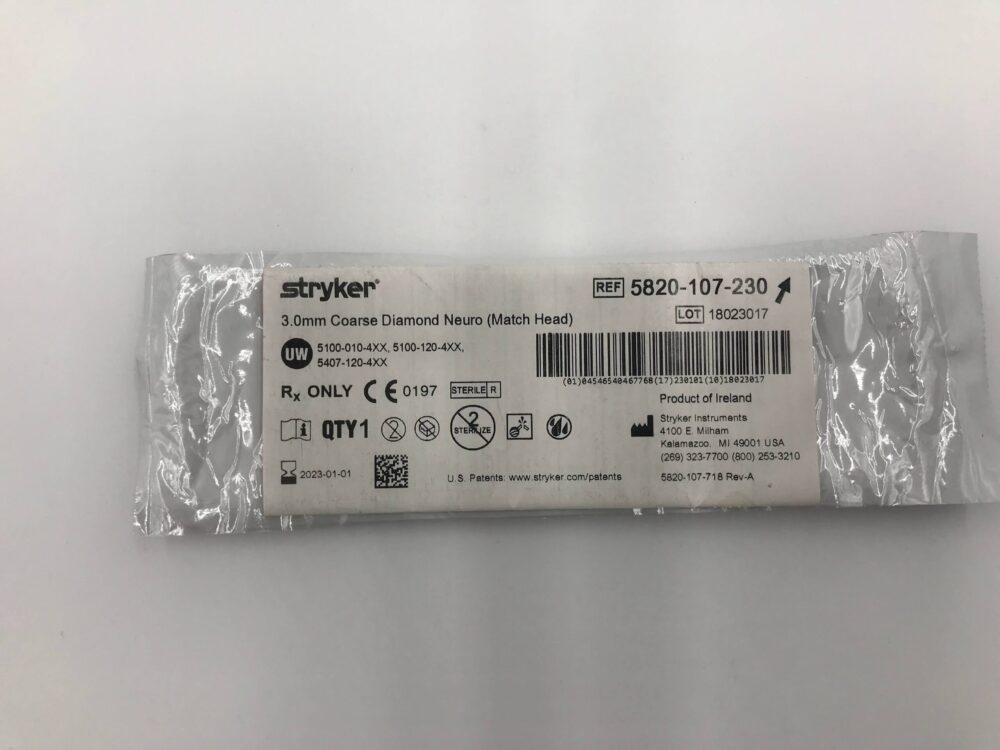 stryker®
REF 5820-107-230
3.0mm Coarse Diamond Neuro (Match Head)
LOT 18023017
UW 5100-010-4XX, 5100-120-4XX,
5407-120-4XX
(01)04546540467768(17)230101(10)18023017
Rx ONLY CE 0197 STERILE R
Product of Ireland
i QTY1 2 2 STERILIZE
Stryker Instruments
4100 E. Milham
Kalamazoo, MI 49001 USA
(269) 323-7700 (800) 253-3210
2023-01-01
U.S. Patents: www.stryker.com/patents
5820-107-718 Rev-A